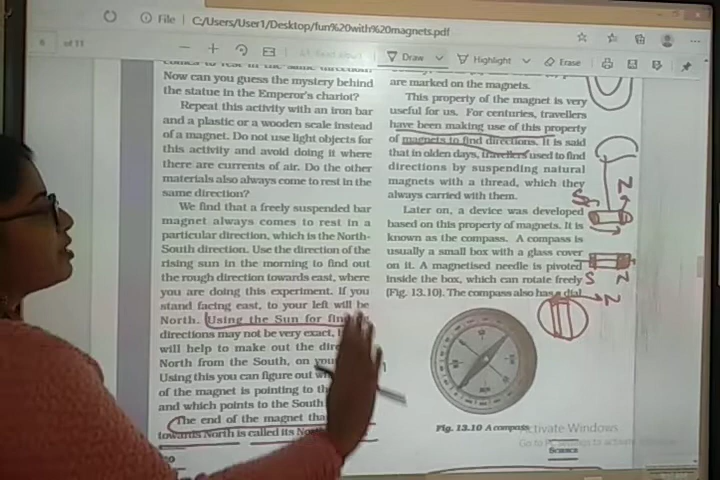 File | C:/Users/User1/Desktop/fun%20with%20magnets.pdf
6 of 11
Draw
Highlight
Erase
comes to rest in the same direction?
Now can you guess the mystery behind
the statue in the Emperor's chariot?
Repeat this activity with an iron bar
and a plastic or a wooden scale instead
of a magnet. Do not use light objects for
this activity and avoid doing it where
there are currents of air. Do the other
materials also always come to rest in the
same direction?
We find that a freely suspended bar
magnet always comes to rest in a
particular direction, which is the North-
South direction. Use the direction of the
rising sun in the morning to find out
the rough direction towards east, where
you are doing this experiment. If you
stand facing east, to your left will be
North. Using the Sun for
directions may not be very exact,
will help to make out the
North from the South, on your
Using this you can figure out
of the magnet is pointing to the
and which points to the South
The end of the magnet
towards North is called its
are marked on the magnets.
This property of the magnet is very
useful for us. For centuries, travellers
have been making use of this property
of magnets to find directions. It is said
that in olden days, travellers used to find
directions by suspending natural
magnets with a thread, which they
always carried with them.
Later on, a device was developed
based on this property of magnets. It is
known as the compass. A compass is
usually a small box with a glass cover
on it. A magnetised needle is pivoted
inside the box, which can rotate freely
(Fig. 13.10). The compass also has a dial
N
S
N
N
Fig. 13.10 A compass
Activate Windows
Go to PC settings to activate Windows.
SCIENCE